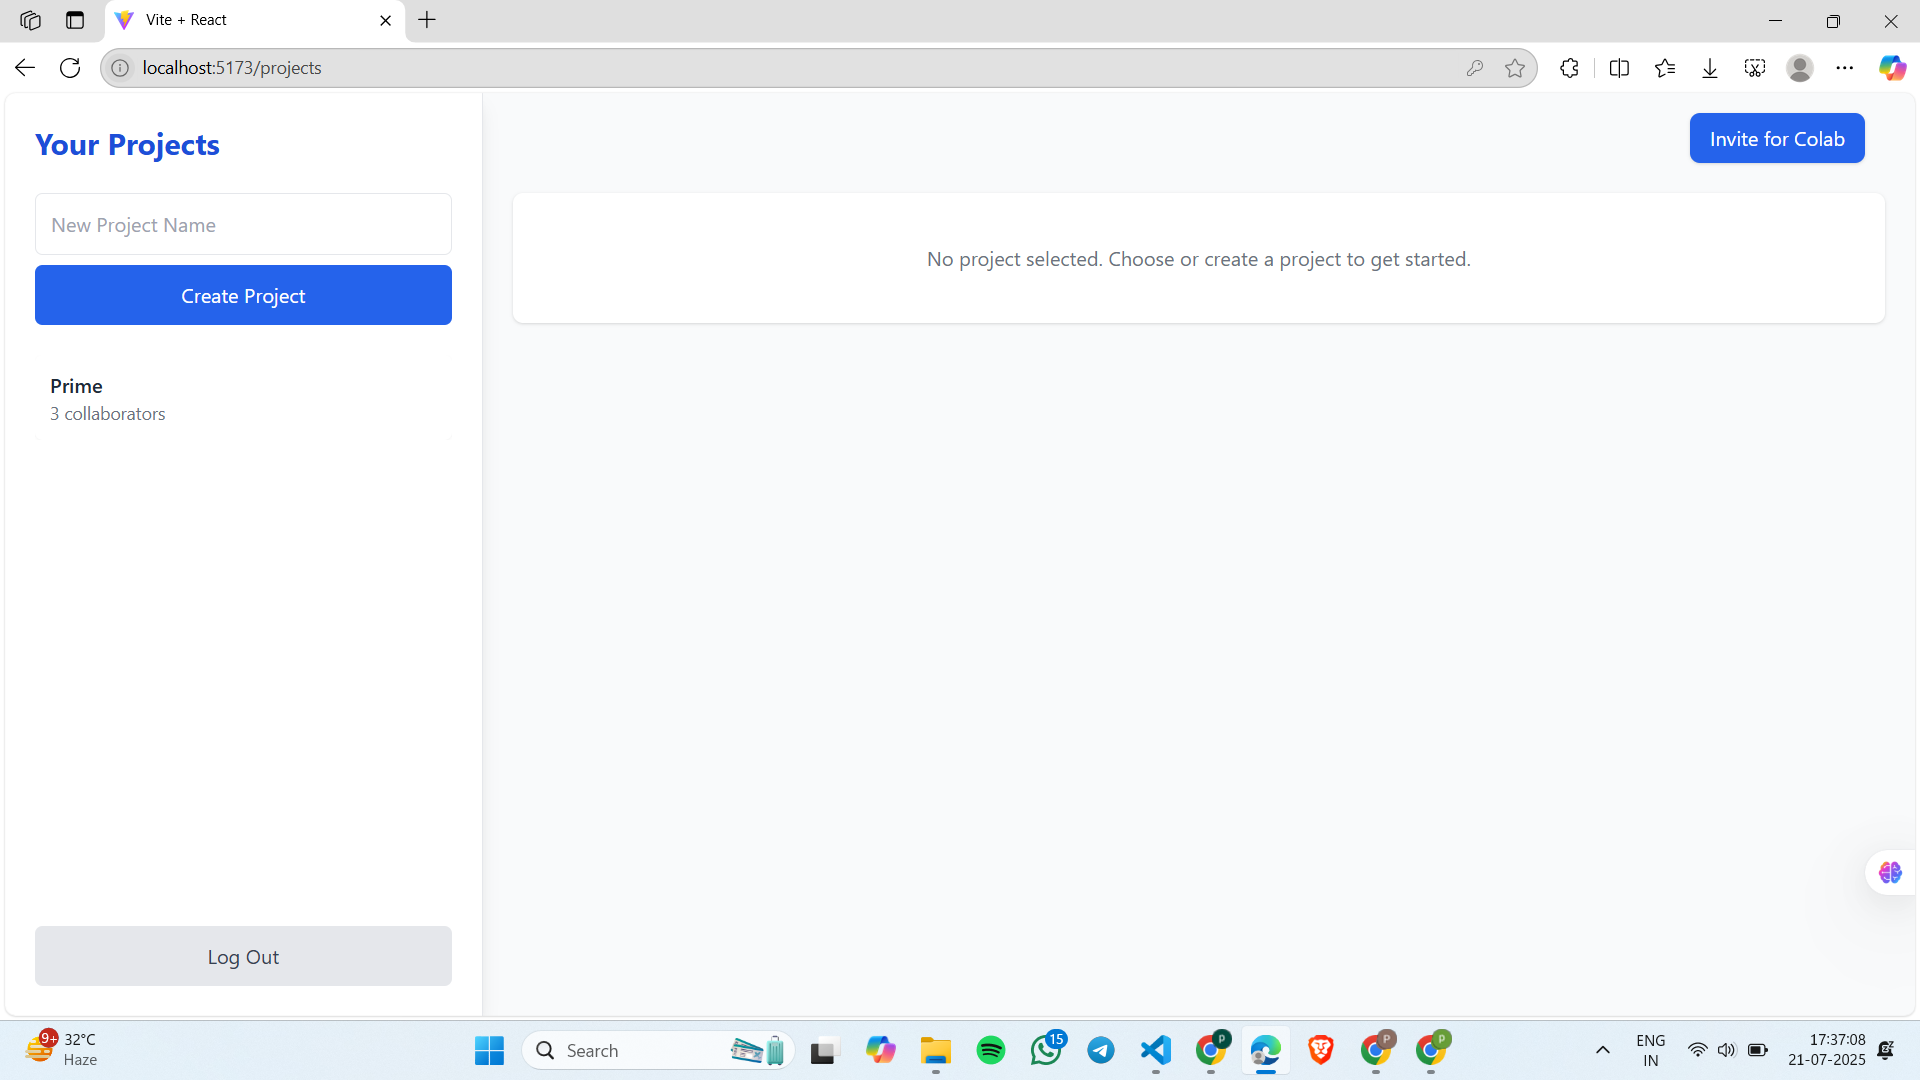 Vite + React
localhost:5173/projects
Your Projects
Invite for Colab
New Project Name
No project selected. Choose or create a project to get started.
Create Project
Prime
3 collaborators
Log Out
9+
32°C
Haze
Search
15
P
P
P
ENG
IN
17:37:08
21-07-2025